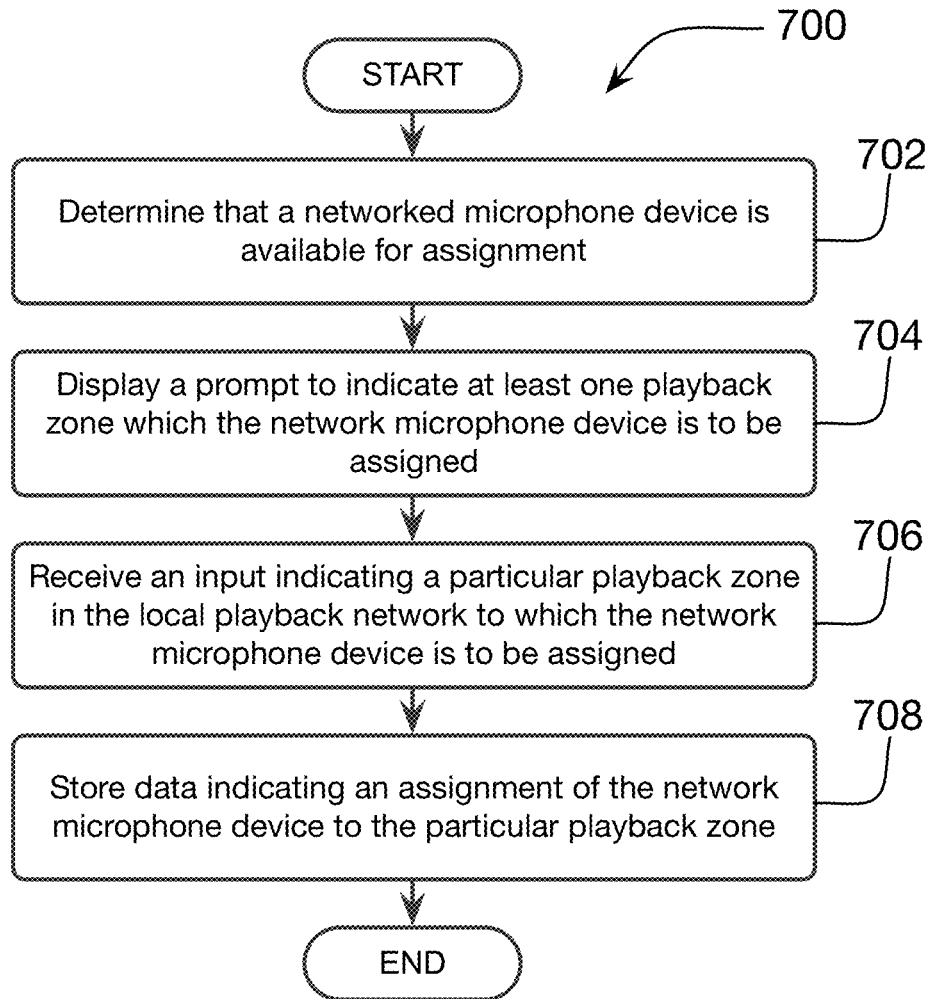 700
START
702
Determine that a networked microphone device is
available for assignment
704
Display a prompt to indicate at least one playback
zone which the network microphone device is to be
assigned
706
Receive an input indicating a particular playback zone
in the local playback network to which the network
microphone device is to be assigned
708
Store data indicating an assignment of the network
microphone device to the particular playback zone
END